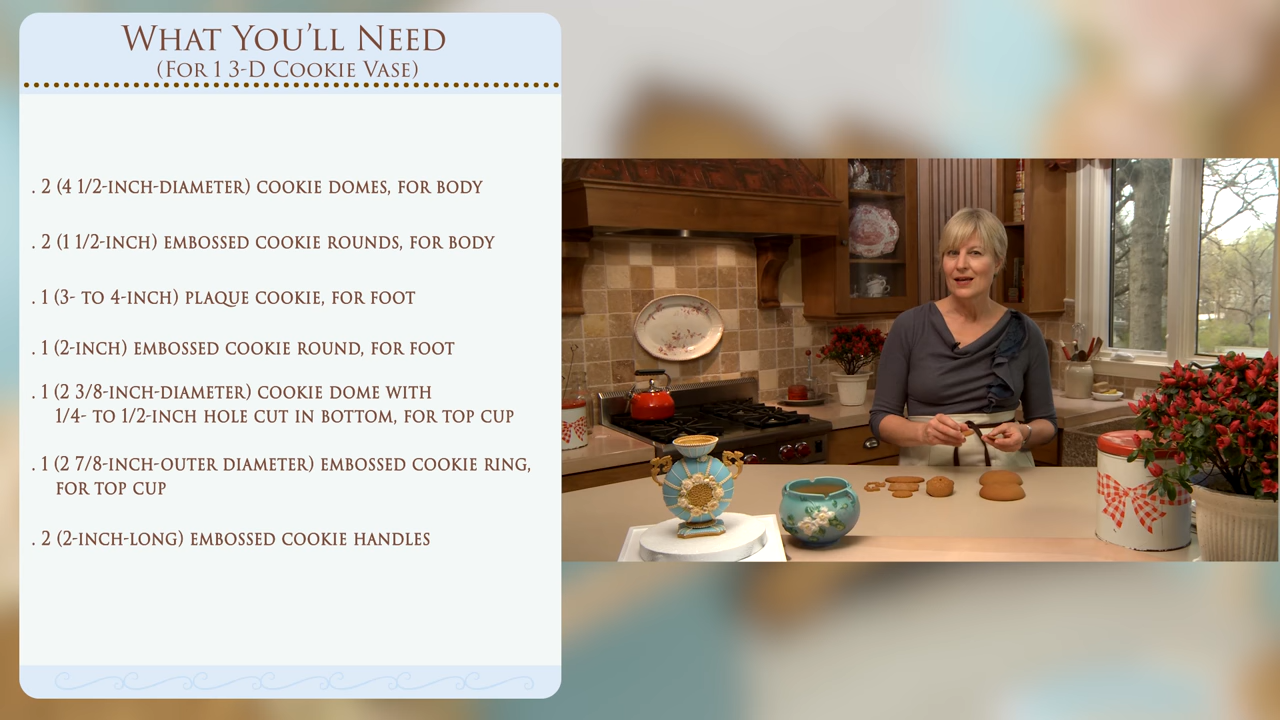 WHAT YOU'LL NEED
(FOR 1 3-D COOKIE VASE)
. 2 (4 1/2-INCH-DIAMETER) COOKIE DOMES, FOR BODY
. 2 (1 1/2-INCH) EMBOSSED COOKIE ROUNDS, FOR BODY
. 1 (3- TO 4-INCH) PLAQUE COOKIE, FOR FOOT
. 1 (2-INCH) EMBOSSED COOKIE ROUND, FOR FOOT
. 1 (2 3/8-INCH-DIAMETER) COOKIE DOME WITH
1/4- TO 1/2-INCH HOLE CUT IN BOTTOM, FOR TOP CUP
. 1 (2 7/8-INCH-OUTER DIAMETER) EMBOSSED COOKIE RING,
FOR TOP CUP
. 2 (2-INCH-LONG) EMBOSSED COOKIE HANDLES